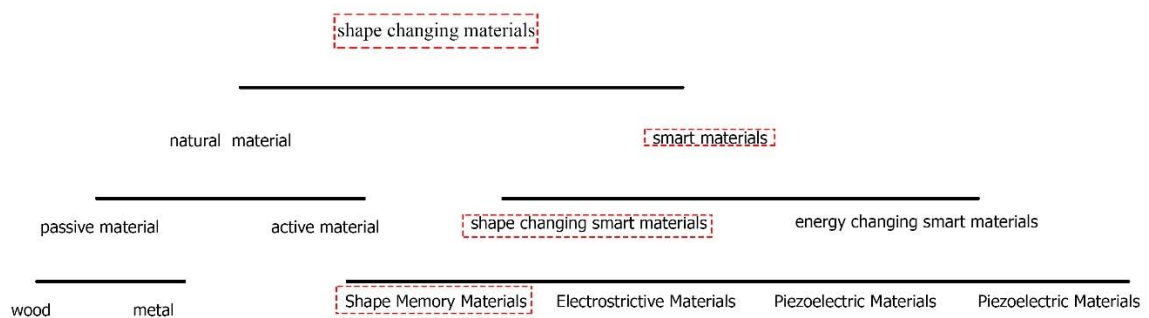 shape changing materials
natural material
smart materials
passive material
active material
shape changing smart materials
energy changing smart materials
wood
metal
Shape Memory Materials
Electrostrictive Materials
Piezoelectric Materials
Piezoelectric Materials